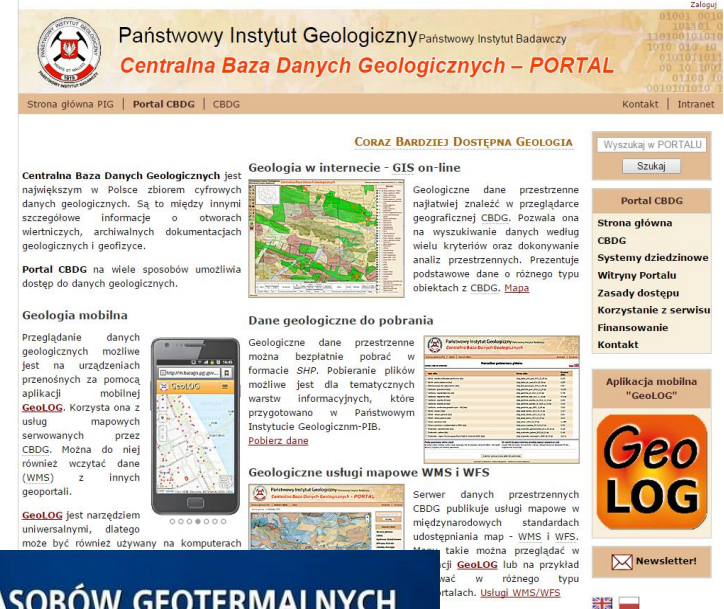 Zaloguj
Państwowy Instytut Geologiczny Państwowy Instytut Badawczy
Centralna Baza Danych Geologicznych – PORTAL
Strona główna PIG | Portal CBDG | CBDG
Kontakt | Intranet
Coraz Bardziej Dostępna Geologia
Centralna Baza Danych Geologicznych jest
największym w Polsce zbiorem cyfrowych
danych geologicznych. Są to między innymi
szczegółowe informacje o otworach
wiertniczych, archiwalnych dokumentacjach
geologicznych i geofizyce.
Portal CBDG na wiele sposobów umożliwia
dostęp do danych geologicznych.
Geologia mobilna
Przeglądanie danych
geologicznych możliwe
jest na urządzeniach
przenośnych za pomocą
aplikacji mobilnej
GeoLOG. Korzysta ona z
usług mapowych
serwowanych przez
CBDG. Można do niej
również wczytać dane
(WMS) z innych
geoportali.
GeoLOG
GeoLOG jest narzędziem
uniwersalnymi, dlatego
może być również używany na komputerach
Geologia w internecie - GIS on-line
Geologiczne dane przestrzenne
najłatwiej znaleźć w przeglądarce
geograficznej CBDG. Pozwala ona
na wyszukiwanie danych według
wielu kryteriów oraz dokonywanie
analiz przestrzennych. Prezentuje
podstawowe dane o różnego typu
obiektach z CBDG. Mapa
Dane geologiczne do pobrania
Geologiczne dane przestrzenne
można bezpłatnie pobrać w
formacie SHP. Pobieranie plików
możliwe jest dla tematycznych
warstw informacyjnych, które
przygotowano w Państwowym
Instytucie Geologicznm-PIB.
Pobierz dane
Geologiczne usługi mapowe WMS i WFS
Serwer danych przestrzennych
CBDG publikuje usługi mapowe w
międzynarodowych standardach
udostępniania map - WMS i WFS.
takie można przeglądać w
GeoLOG lub na przykład
w różnego typu
Usługi WMS/WFS
Wyszukaj w PORTALU
Szukaj
Portal CBDG
Strona główna
CBDG
Systemy dziedzinowe
Witryny Portalu
Zasady dostępu
Korzystanie z serwisu
Finansowanie
Kontakt
Aplikacja mobilna
"GeoLOG"
Geo
LOG
Newsletter!
ASOBÓW GEOTERMALNYCH